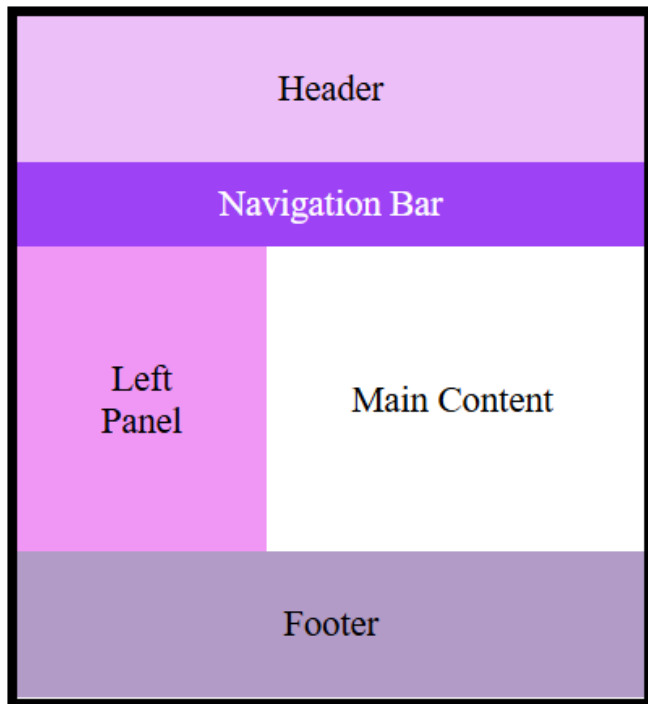 Header
Navigation Bar
Left
Panel
Main Content
Footer